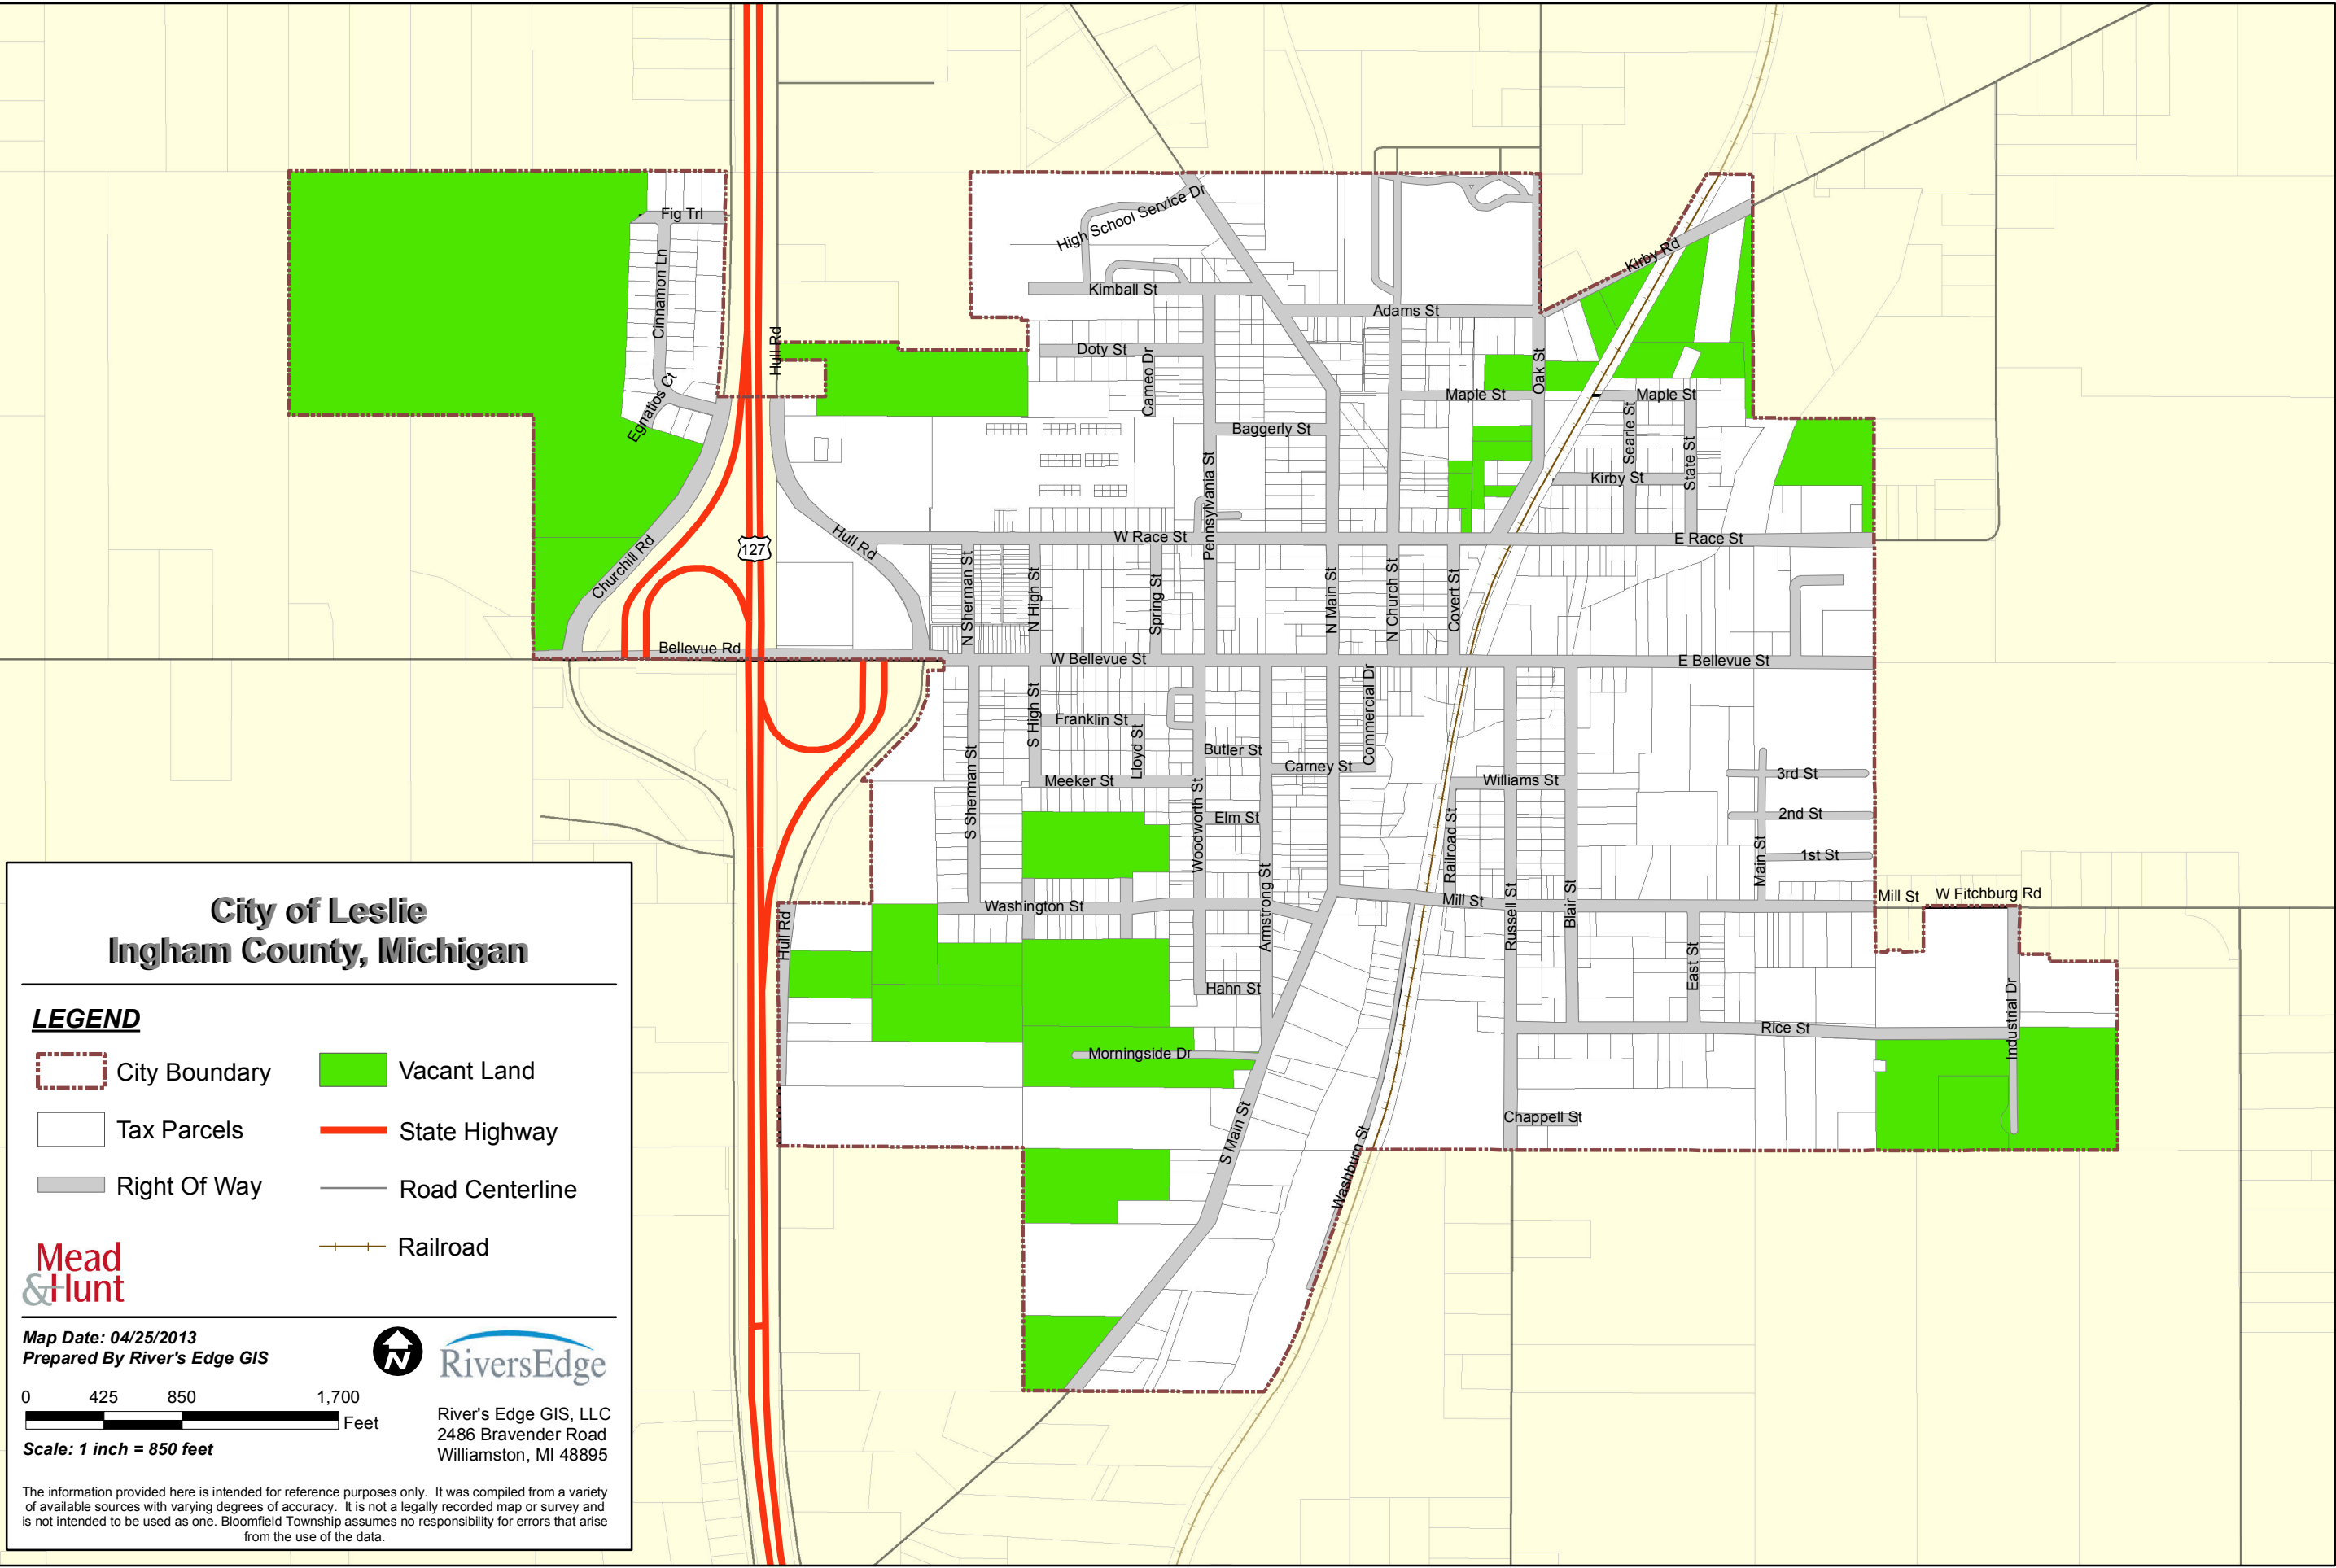 Fig Trl
Cinnamon Ln
Egnatios Ct
Churchill Rd
Hull Rd
127
Hull Rd
Bellevue Rd
High School Service Dr
Kimball St
Adams St
Kirby Rd
Doty St
Cameo Dr
Maple St
Oak St
Maple St
Baggerly St
Searle St
State St
Kirby St
Pennsylvania St
W Race St
E Race St
N Sherman St
N High St
Spring St
N Main St
N Church St
Covert St
W Bellevue St
E Bellevue St
S High St
Franklin St
Lloyd St
Butler St
Commercial Dr
Carney St
Meeker St
Williams St
3rd St
2nd St
1st St
Main St
S Sherman St
Woodworth St
Elm St
Railroad St
Armstrong St
Washington St
Mill St
Russell St
Blair St
Mill St
W Fitchburg Rd
Hull Rd
Hahn St
East St
Industrial Dr
Rice St
Morningside Dr
S Main St
Washburn St
Chappell St
City of Leslie
Ingham County, Michigan
LEGEND
City Boundary
Vacant Land
Tax Parcels
State Highway
Right Of Way
Road Centerline
Railroad
Mead
&Hunt
Map Date: 04/25/2013
Prepared By River's Edge GIS
N
RiversEdge
0 425 850 1,700
Feet
Scale: 1 inch = 850 feet
River's Edge GIS, LLC
2486 Bravender Road
Williamston, MI 48895
The information provided here is intended for reference purposes only. It was compiled from a variety
of available sources with varying degrees of accuracy. It is not a legally recorded map or survey and
is not intended to be used as one. Bloomfield Township assumes no responsibility for errors that arise
from the use of the data.